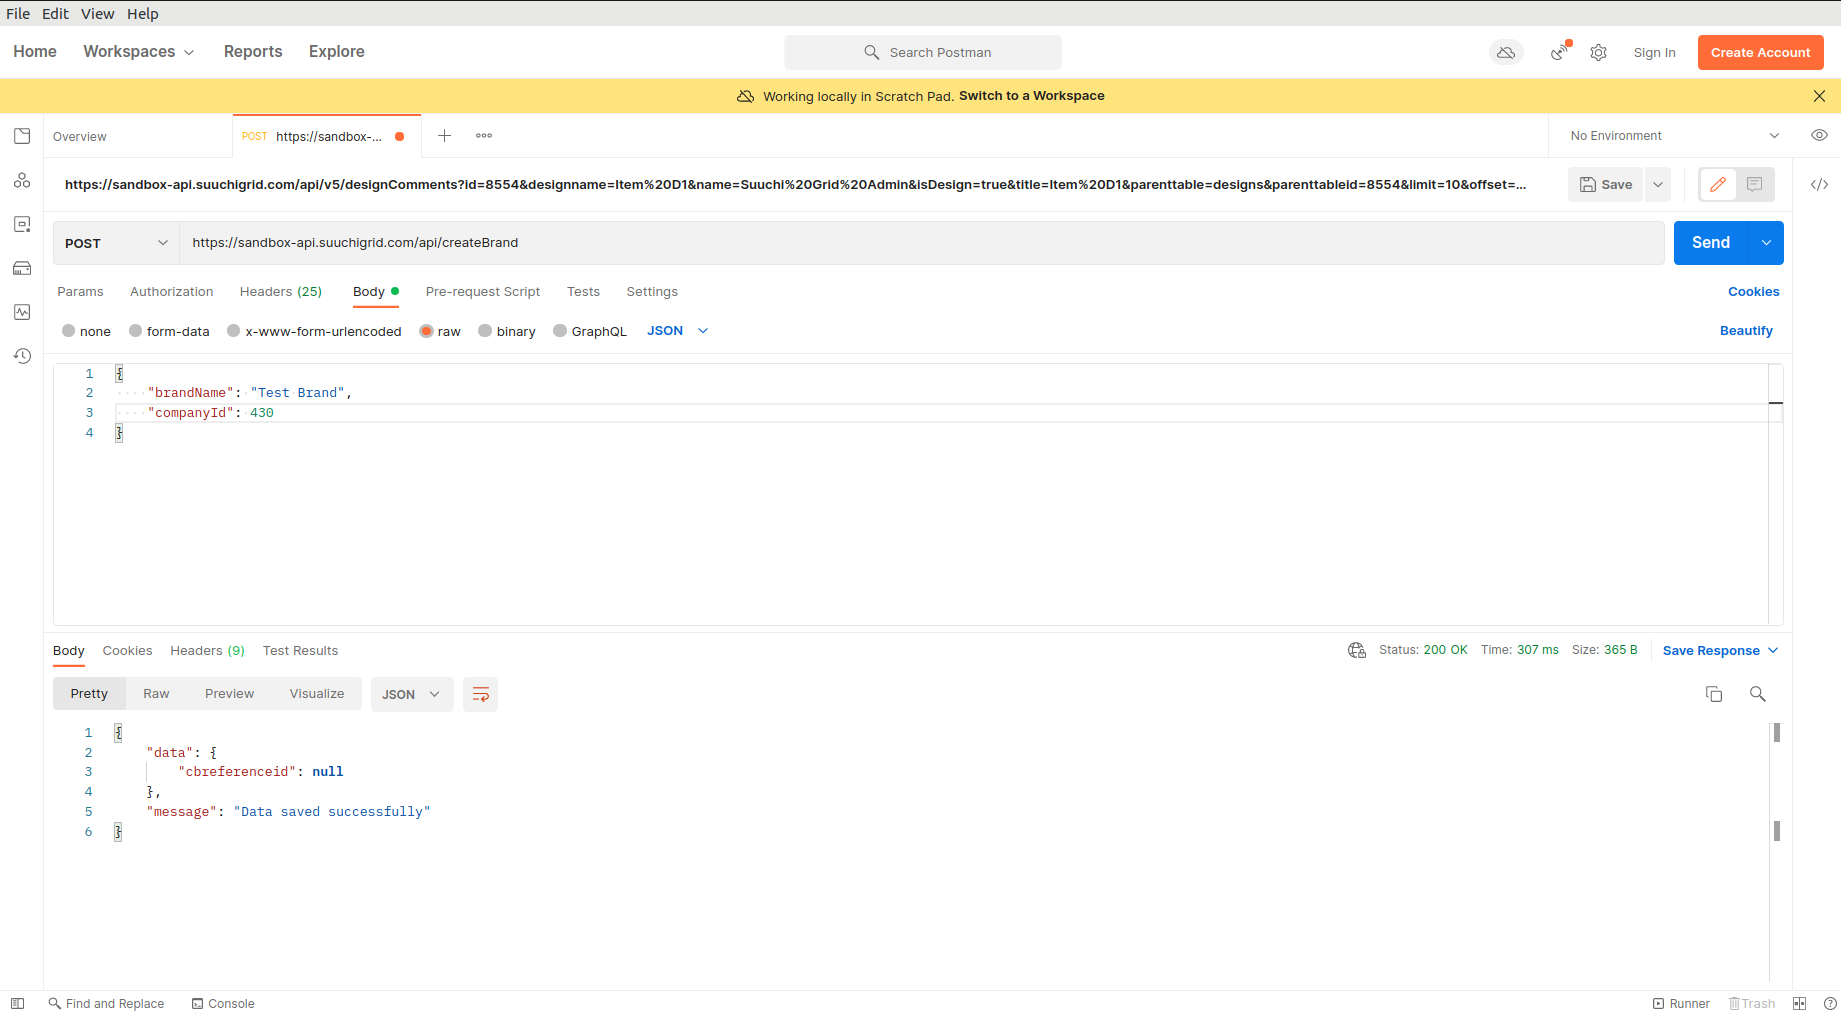 File Edit View Help
Home Workspaces Reports Explore Search Postman Sign In Create Account
Working locally in Scratch Pad. Switch to a Workspace
Overview POST https://sandbox-... No Environment
https://sandbox-api.suuchigrid.com/api/v5/designComments?id=8554&designname=Item%20D1&name=Suuchi%20Grid%20Admin&isDesign=true&title=Item%20D1&parenttable=designs&parenttableid=8554&limit=10&offset=... Save
POST https://sandbox-api.suuchigrid.com/api/createBrand Send
Params Authorization Headers (25) Body Pre-request Script Tests Settings Cookies
none form-data x-www-form-urlencoded raw binary GraphQL JSON Beautify
1 {
2 "brandName": "Test Brand",
3 "companyId": 430
4 }
Body Cookies Headers (9) Test Results Status: 200 OK Time: 307 ms Size: 365 B Save Response
Pretty Raw Preview Visualize JSON
1 {
2 "data": {
3 "cbreferenceid": null
4 },
5 "message": "Data saved successfully"
6 }
Find and Replace Console Runner Trash